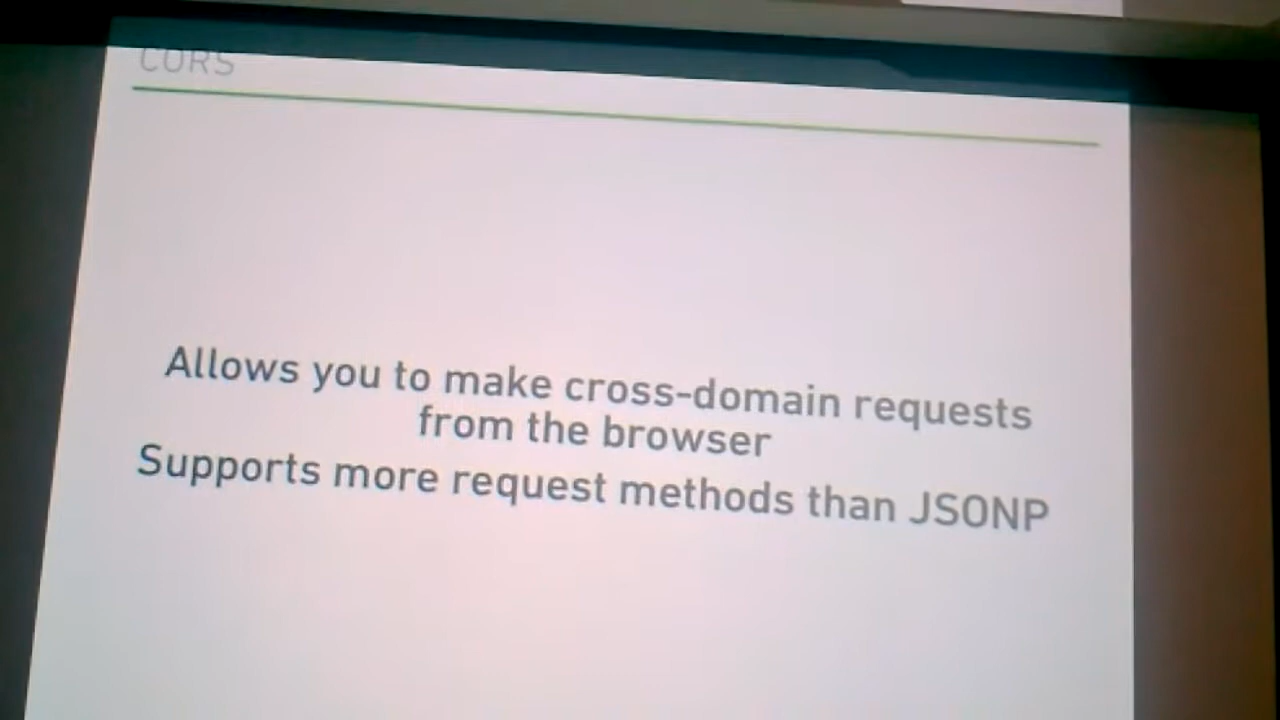 CORS
Allows you to make cross-domain requests
from the browser
Supports more request methods than JSONP